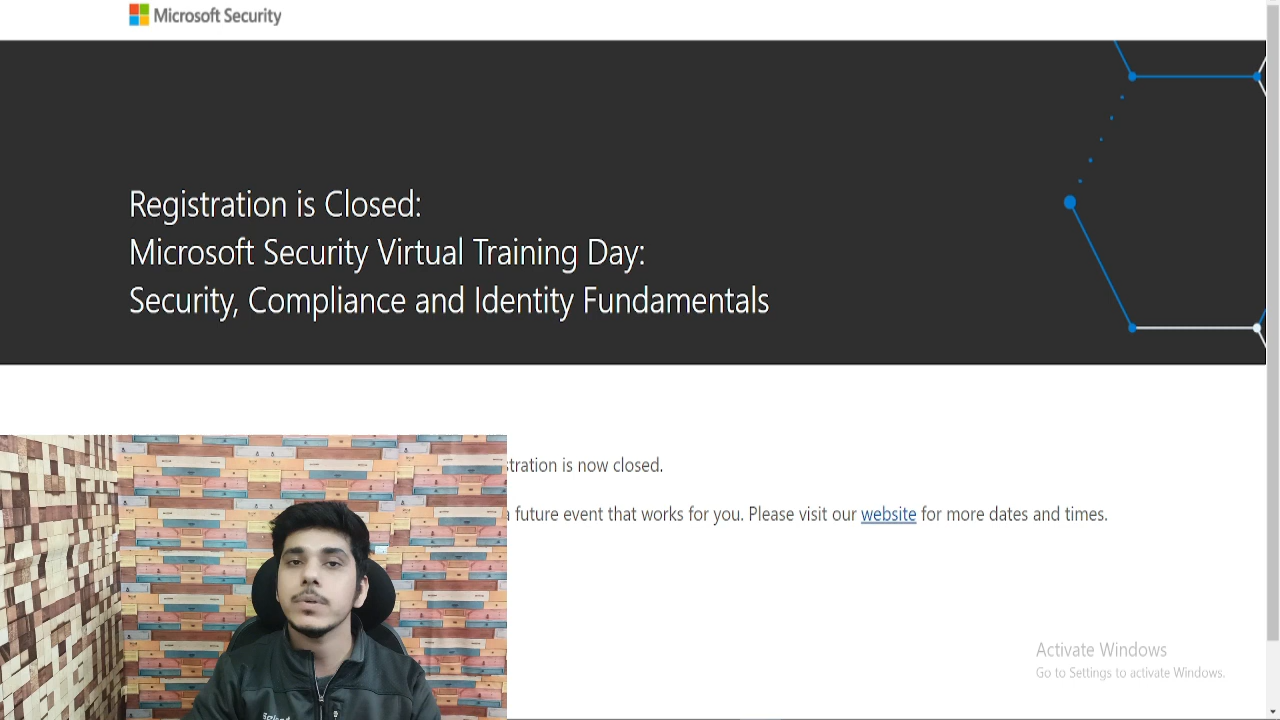 Microsoft Security
Registration is Closed:
Microsoft Security Virtual Training Day:
Security, Compliance and Identity Fundamentals
stration is now closed.
a future event that works for you. Please visit our website for more dates and times.
Activate Windows
Go to Settings to activate Windows.